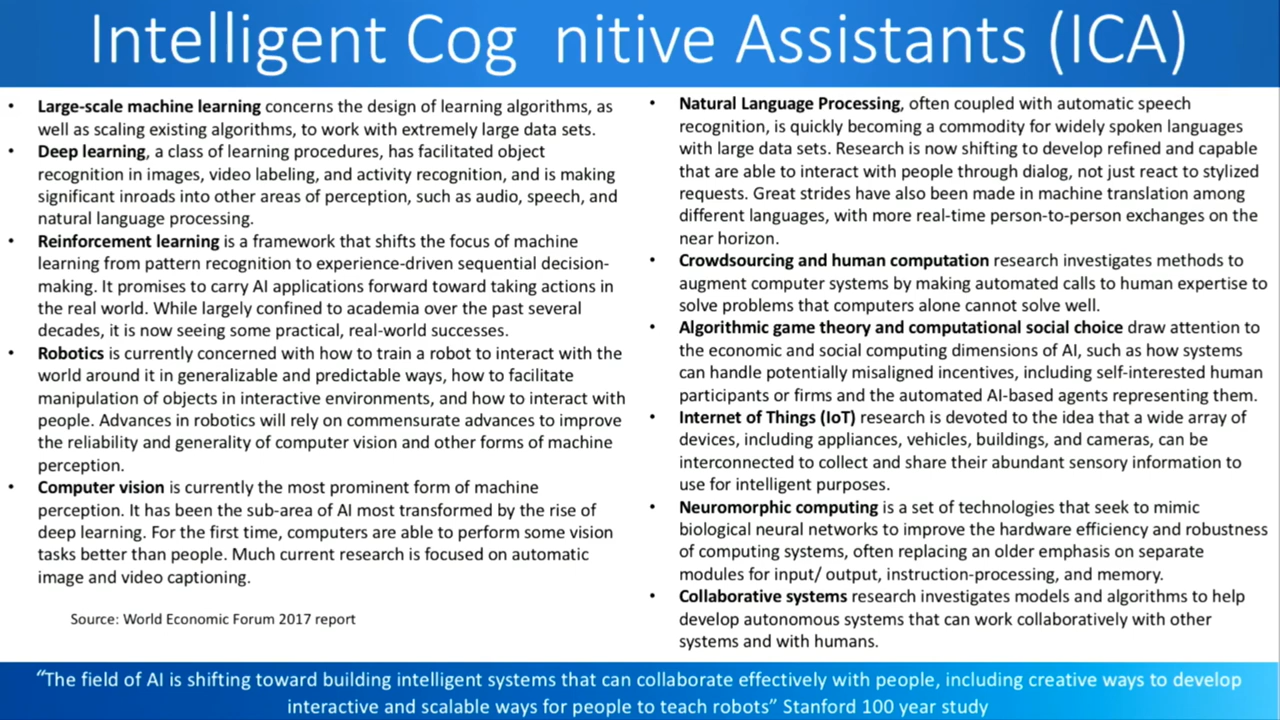 Intelligent Cog nitive Assistants (ICA)
• Large-scale machine learning concerns the design of learning algorithms, as
well as scaling existing algorithms, to work with extremely large data sets.
• Deep learning, a class of learning procedures, has facilitated object
recognition in images, video labeling, and activity recognition, and is making
significant inroads into other areas of perception, such as audio, speech, and
natural language processing.
• Reinforcement learning is a framework that shifts the focus of machine
learning from pattern recognition to experience-driven sequential decision-
making. It promises to carry AI applications forward toward taking actions in
the real world. While largely confined to academia over the past several
decades, it is now seeing some practical, real-world successes.
• Robotics is currently concerned with how to train a robot to interact with the
world around it in generalizable and predictable ways, how to facilitate
manipulation of objects in interactive environments, and how to interact with
people. Advances in robotics will rely on commensurate advances to improve
the reliability and generality of computer vision and other forms of machine
perception.
• Computer vision is currently the most prominent form of machine
perception. It has been the sub-area of AI most transformed by the rise of
deep learning. For the first time, computers are able to perform some vision
tasks better than people. Much current research is focused on automatic
image and video captioning.
Source: World Economic Forum 2017 report
• Natural Language Processing, often coupled with automatic speech
recognition, is quickly becoming a commodity for widely spoken languages
with large data sets. Research is now shifting to develop refined and capable
that are able to interact with people through dialog, not just react to stylized
requests. Great strides have also been made in machine translation among
different languages, with more real-time person-to-person exchanges on the
near horizon.
• Crowdsourcing and human computation research investigates methods to
augment computer systems by making automated calls to human expertise to
solve problems that computers alone cannot solve well.
• Algorithmic game theory and computational social choice draw attention to
the economic and social computing dimensions of AI, such as how systems
can handle potentially misaligned incentives, including self-interested human
participants or firms and the automated AI-based agents representing them.
• Internet of Things (IoT) research is devoted to the idea that a wide array of
devices, including appliances, vehicles, buildings, and cameras, can be
interconnected to collect and share their abundant sensory information to
use for intelligent purposes.
• Neuromorphic computing is a set of technologies that seek to mimic
biological neural networks to improve the hardware efficiency and robustness
of computing systems, often replacing an older emphasis on separate
modules for input/ output, instruction-processing, and memory.
• Collaborative systems research investigates models and algorithms to help
develop autonomous systems that can work collaboratively with other
systems and with humans.
“The field of AI is shifting toward building intelligent systems that can collaborate effectively with people, including creative ways to develop
interactive and scalable ways for people to teach robots” Stanford 100 year study